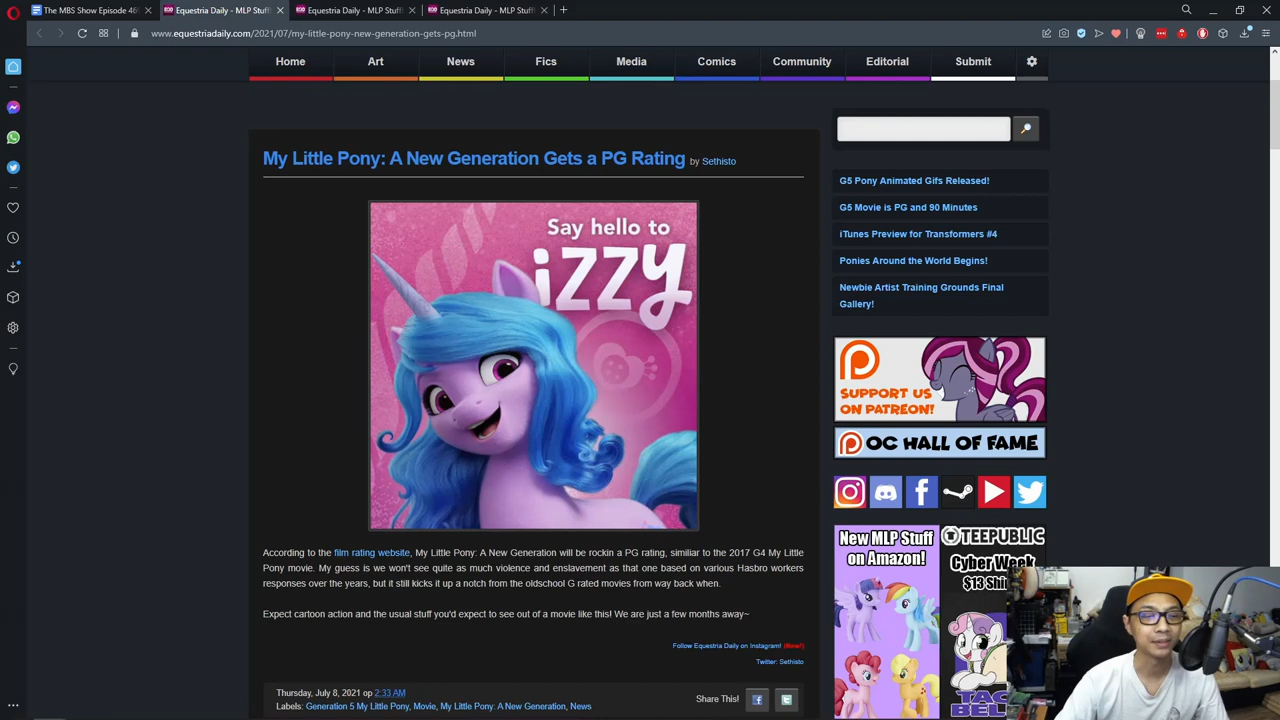 The MBS Show Episode 46
Equestria Daily - MLP Stuff
Equestria Daily - MLP Stuff
Equestria Daily - MLP Stuff
www.equestriadaily.com/2021/07/my-little-pony-new-generation-gets-pg.html
Home Art News Fics Media Comics Community Editorial Submit
My Little Pony: A New Generation Gets a PG Rating by Sethisto
Say hello to
izzy
According to the film rating website, My Little Pony: A New Generation will be rockin a PG rating, similiar to the 2017 G4 My Little
Pony movie. My guess is we won't see quite as much violence and enslavement as that one based on various Hasbro workers
responses over the years, but it still kicks it up a notch from the oldschool G rated movies from way back when.
Expect cartoon action and the usual stuff you'd expect to see out of a movie like this! We are just a few months away~
Follow Equestria Daily on Instagram! (New!)
Twitter: Sethisto
Thursday, July 8, 2021 op 2:33 AM
Labels: Generation 5 My Little Pony, Movie, My Little Pony: A New Generation, News
Share This!
G5 Pony Animated Gifs Released!
G5 Movie is PG and 90 Minutes
iTunes Preview for Transformers #4
Ponies Around the World Begins!
Newbie Artist Training Grounds Final
Gallery!
SUPPORT US
ON PATREON!
OC HALL OF FAME
New MLP Stuff
on Amazon!
TEEPUBLIC
Cyber Week